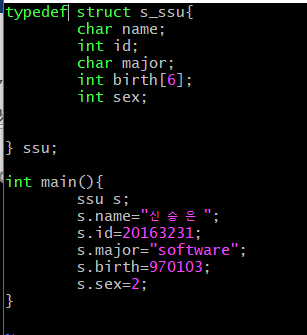 typedef struct s_ssu{
char name;
int id;
char major;
int birth[6];
int sex;
} ssu;
int main(){
ssu s;
s.name="신 슬 은 ";
s.id=20163231;
s.major="software";
s.birth=970103;
s.sex=2;
}